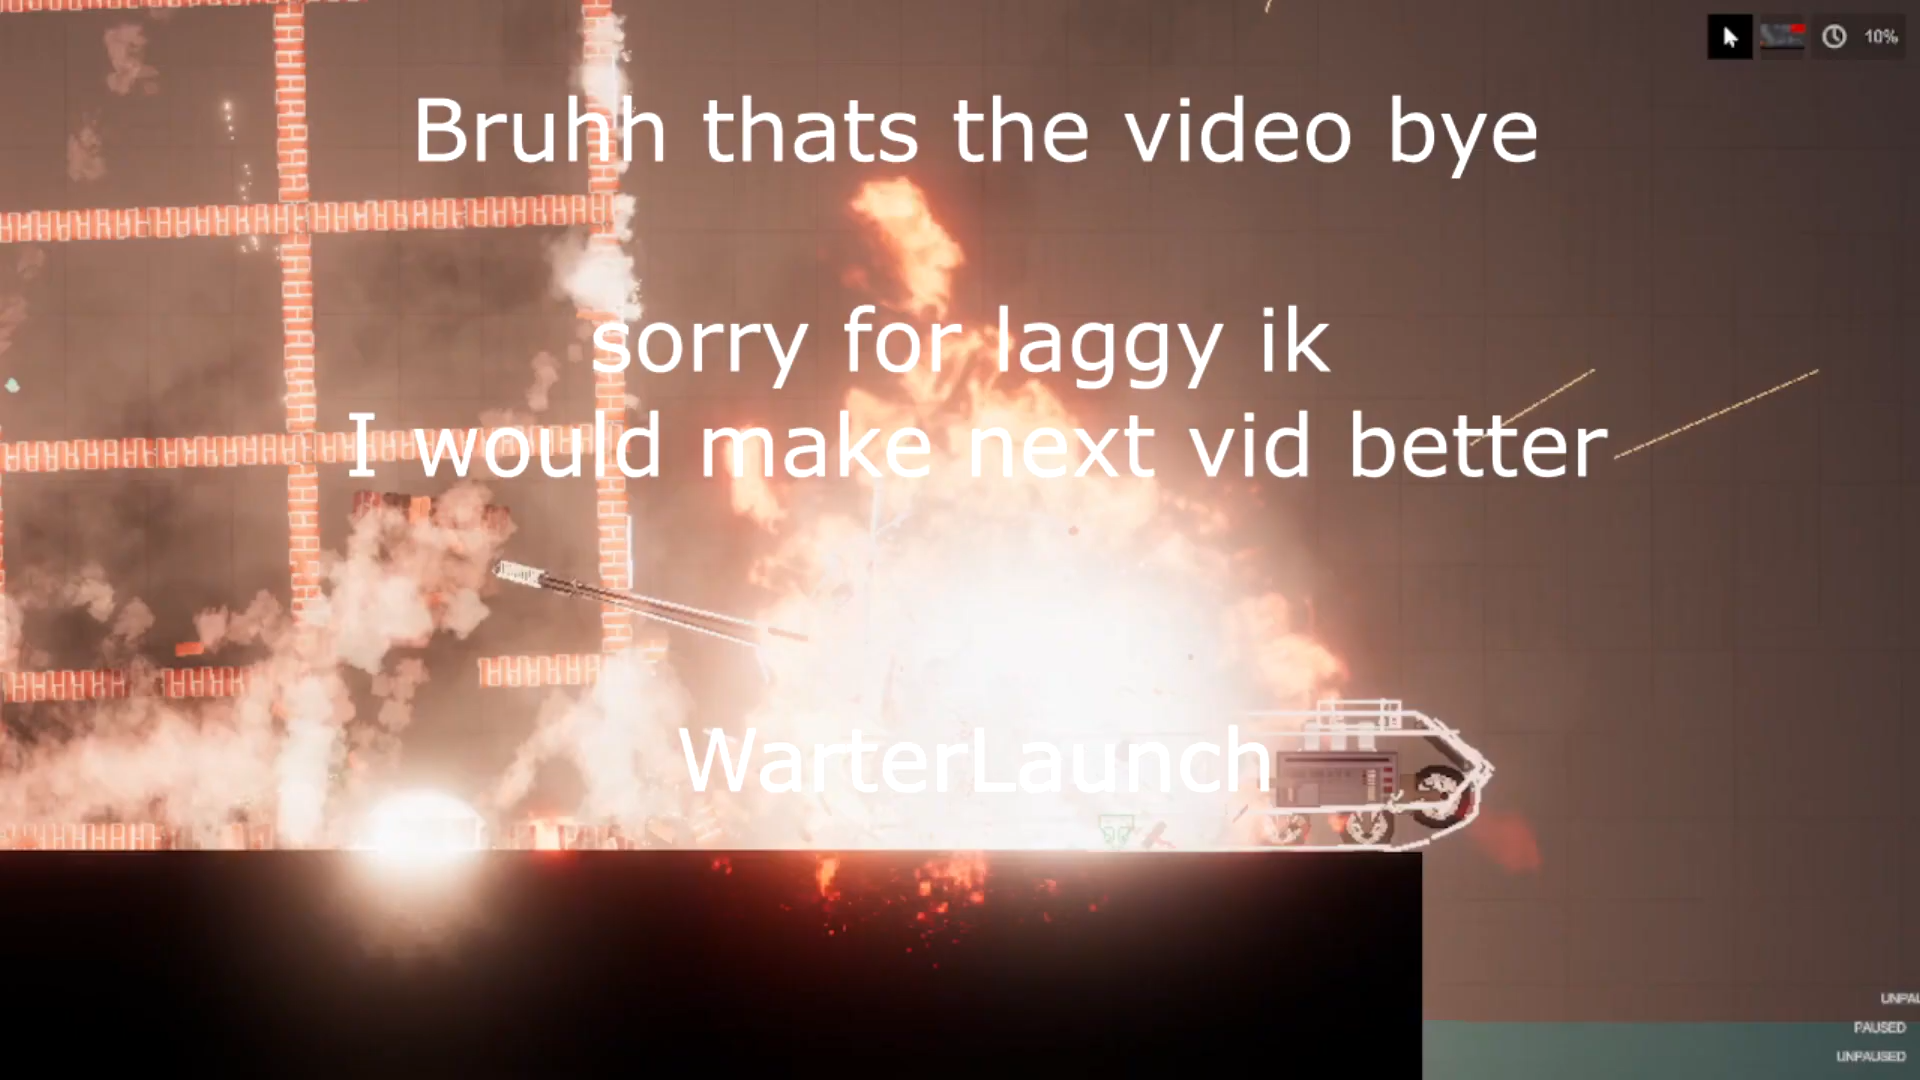 10%
Bruhh thats the video bye
sorry for laggy ik
I would make next vid better
WarterLaunch
PAUSED
UNPAUSED